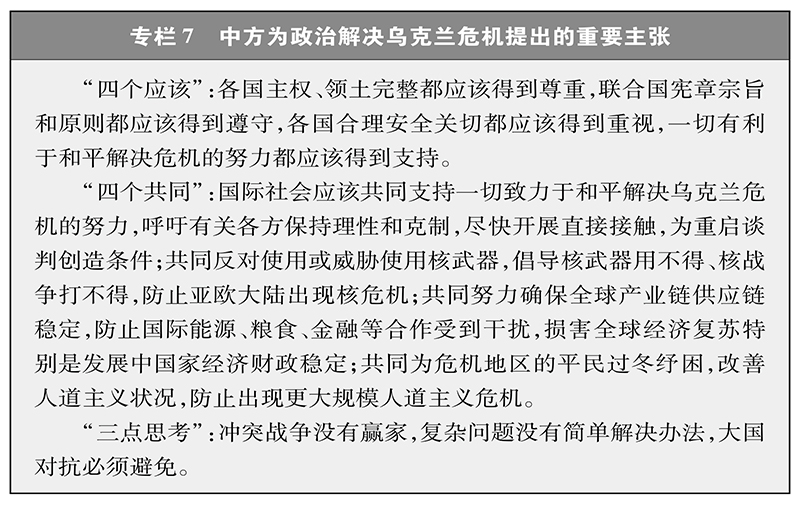 专栏7 中方为政治解决乌克兰危机提出的重要主张
“四个应该”:各国主权、领土完整都应该得到尊重,联合国宪章宗旨
和原则都应该得到遵守,各国合理安全关切都应该得到重视,一切有利
于和平解决危机的努力都应该得到支持。
“四个共同”:国际社会应该共同支持一切致力于和平解决乌克兰危
机的努力,呼吁有关各方保持理性和克制,尽快开展直接接触,为重启谈
判创造条件;共同反对使用或威胁使用核武器,倡导核武器用不得、核战
争打不得,防止亚欧大陆出现核危机;共同努力确保全球产业链供应链
稳定,防止国际能源、粮食、金融等合作受到干扰,损害全球经济复苏特
别是发展中国家经济财政稳定;共同为危机地区的平民过冬纾困,改善
人道主义状况,防止出现更大规模人道主义危机。
“三点思考”:冲突战争没有赢家,复杂问题没有简单解决办法,大国
对抗必须避免。